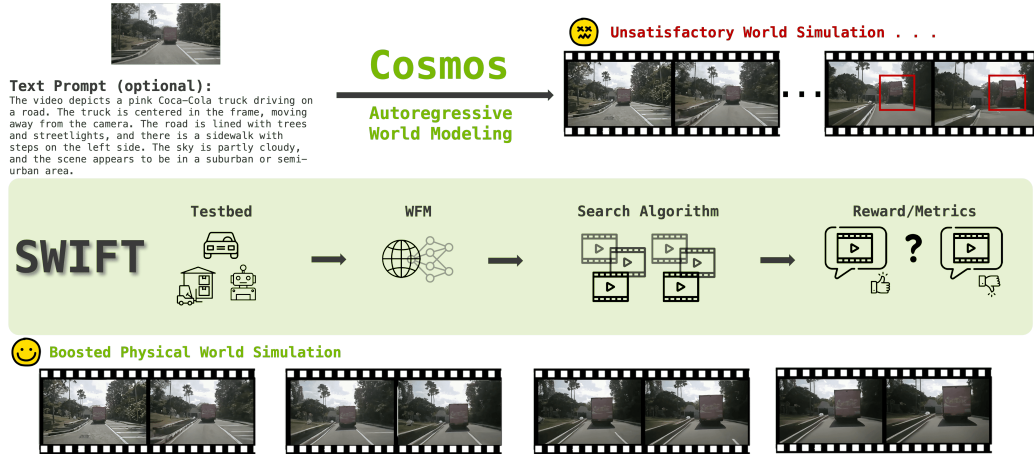 Unsatisfactory World Simulation . . .
Cosmos
Autoregressive
World Modeling
Text Prompt (optional):
The video depicts a pink Coca-Cola truck driving on
a road. The truck is centered in the frame, moving
away from the camera. The road is lined with trees
and streetlights, and there is a sidewalk with
steps on the left side. The sky is partly cloudy,
and the scene appears to be in a suburban or semi-
urban area.
...
SWIFT
Testbed
WFM
Search Algorithm
Reward/Metrics
?
Boosted Physical World Simulation